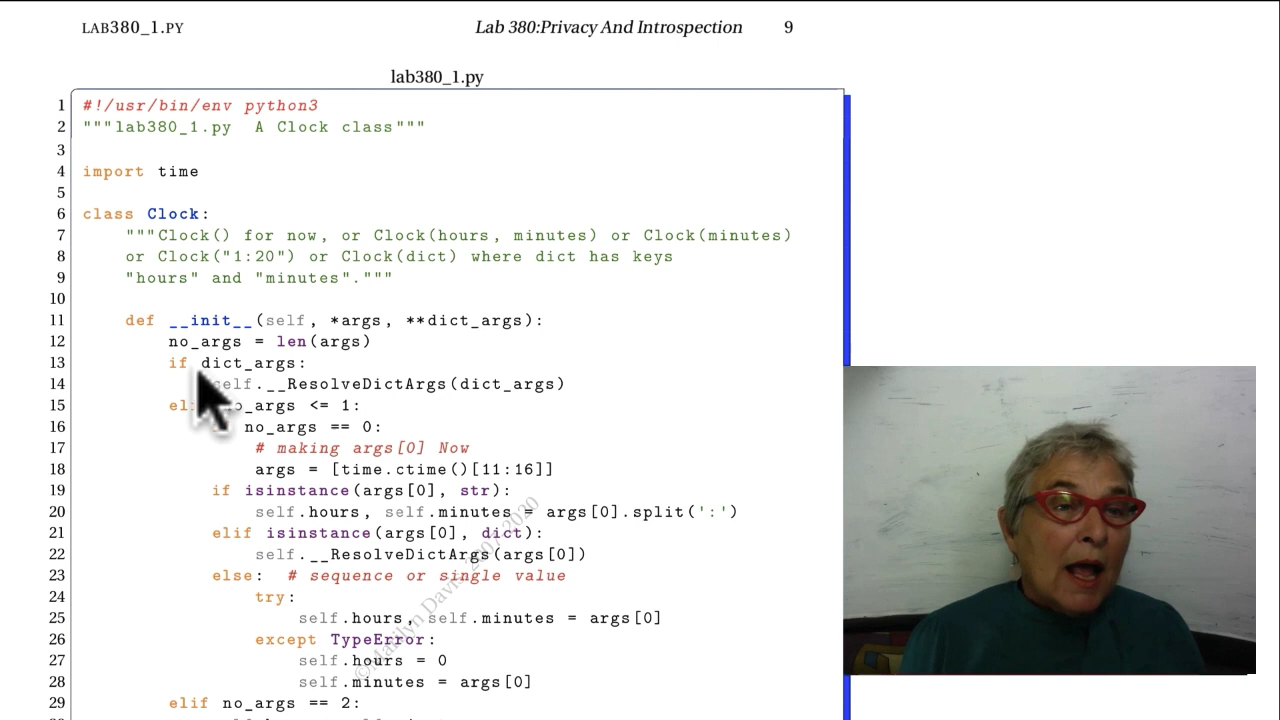 LAB380_1.PY Lab 380:Privacy And Introspection 9
lab380_1.py
1 #!/usr/bin/env python3
2 """lab380_1.py  A Clock class"""
3
4 import time
5
6 class Clock:
7     """Clock() for now, or Clock(hours, minutes) or Clock(minutes)
8     or Clock("1:20") or Clock(dict) where dict has keys
9     "hours" and "minutes"."""
10
11     def __init__(self, *args, **dict_args):
12         no_args = len(args)
13         if dict_args:
14             self.__ResolveDictArgs(dict_args)
15         no_args <= 1:
16             no_args == 0:
17                 # making args[0] Now
18                 args = [time.ctime()[11:16]]
19             if isinstance(args[0], str):
20                 self.hours, self.minutes = args[0].split(':')
21             elif isinstance(args[0], dict):
22                 self.__ResolveDictArgs(args[0])
23             else:  # sequence or single value
24                 try:
25                     self.hours, self.minutes = args[0]
26                 except TypeError:
27                     self.hours = 0
28                     self.minutes = args[0]
29         elif no_args == 2:
©Marilyn Davis 2007-2020